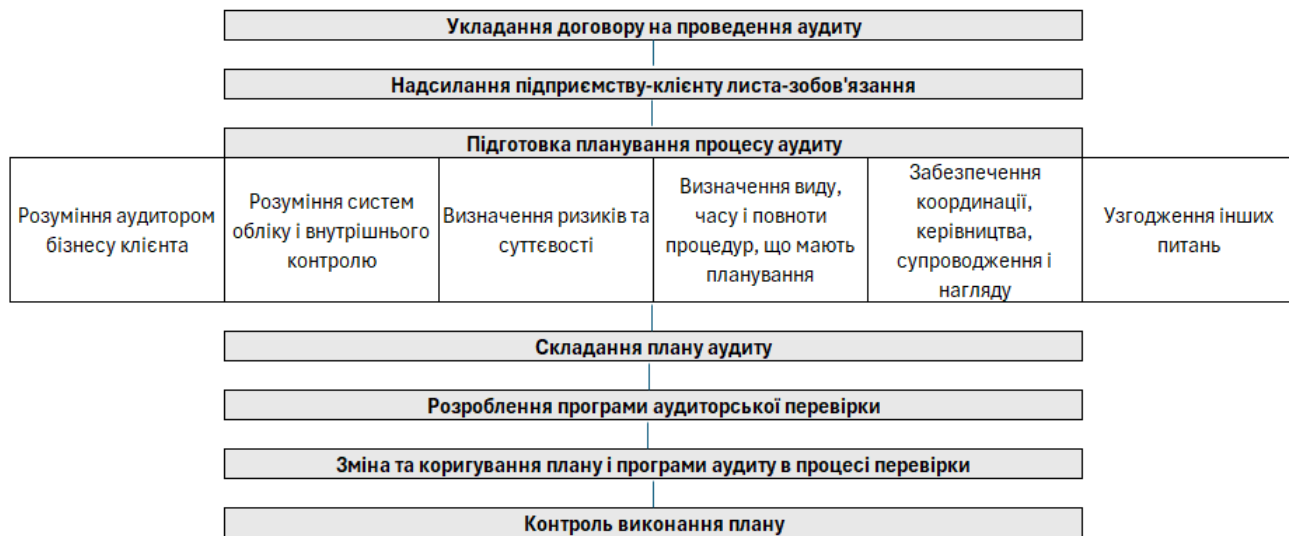 Укладання договору на проведення аудиту
Надсилання підприємству-клієнту листа-зобов'язання
Підготовка планування процесу аудиту
Розуміння аудитором
бізнесу клієнта
Розуміння систем
обліку і внутрішнього
контролю
Визначення ризиків та
суттєвості
Визначення виду,
часу і повноти
процедур, що мають
планування
Забезпечення
координації,
керівництва,
супроводження і
нагляду
Узгодження інших
питань
Складання плану аудиту
Розроблення програми аудиторської перевірки
Зміна та коригування плану і програми аудиту в процесі перевірки
Контроль виконання плану